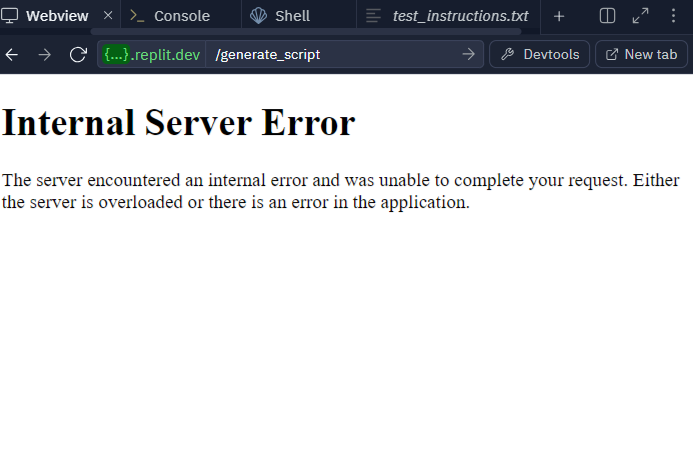 Webview
Console
Shell
test_instructions.txt
{...}.replit.dev
/generate_script
Devtools
New tab
Internal Server Error
The server encountered an internal error and was unable to complete your request. Either
the server is overloaded or there is an error in the application.